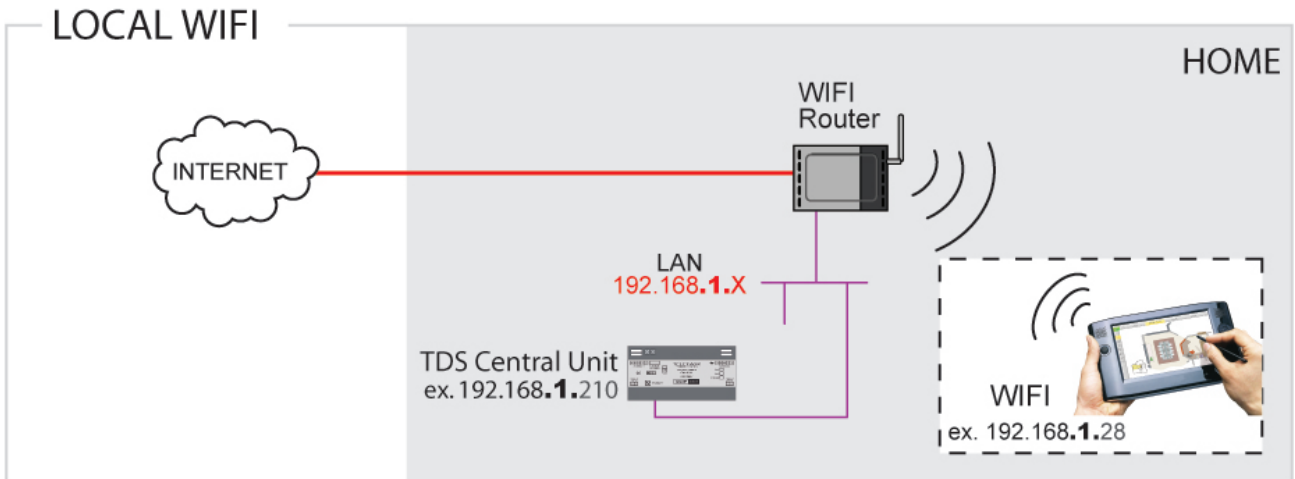 LOCAL WIFI
HOME
WIFI
Router
INTERNET
LAN
192.168.1.X
TDS Central Unit
ex. 192.168.1.210
WIFI
ex. 192.168.1.28